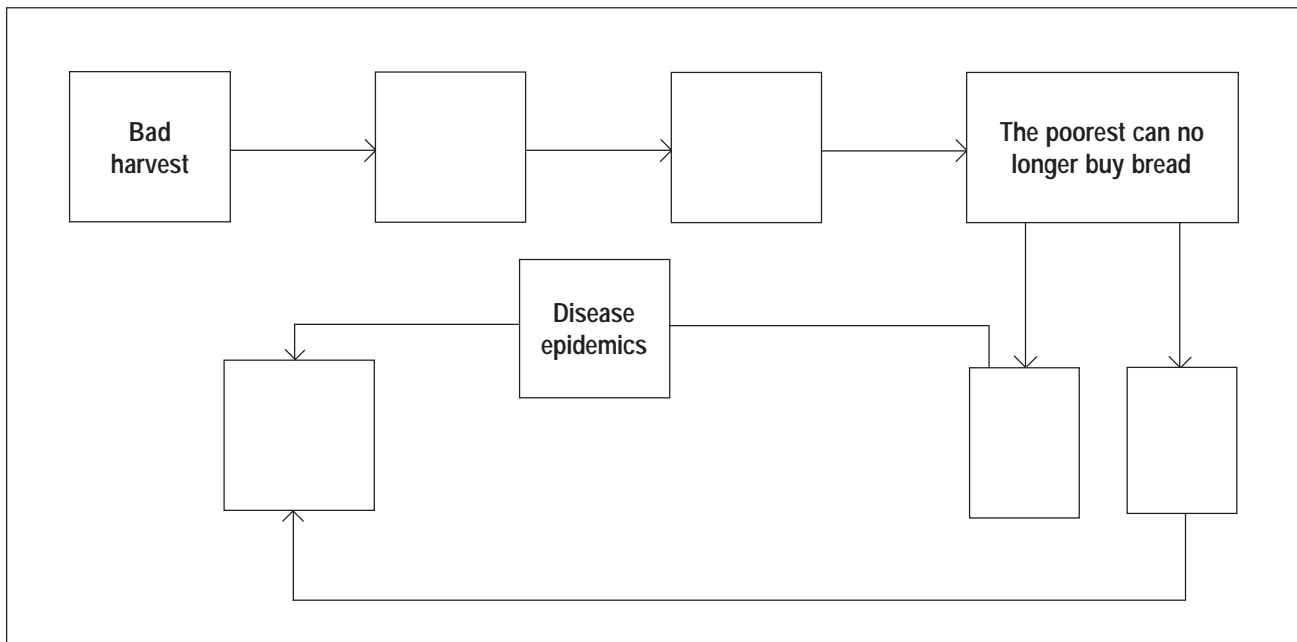 Bad
harvest
The poorest can no
longer buy bread
Disease
epidemics